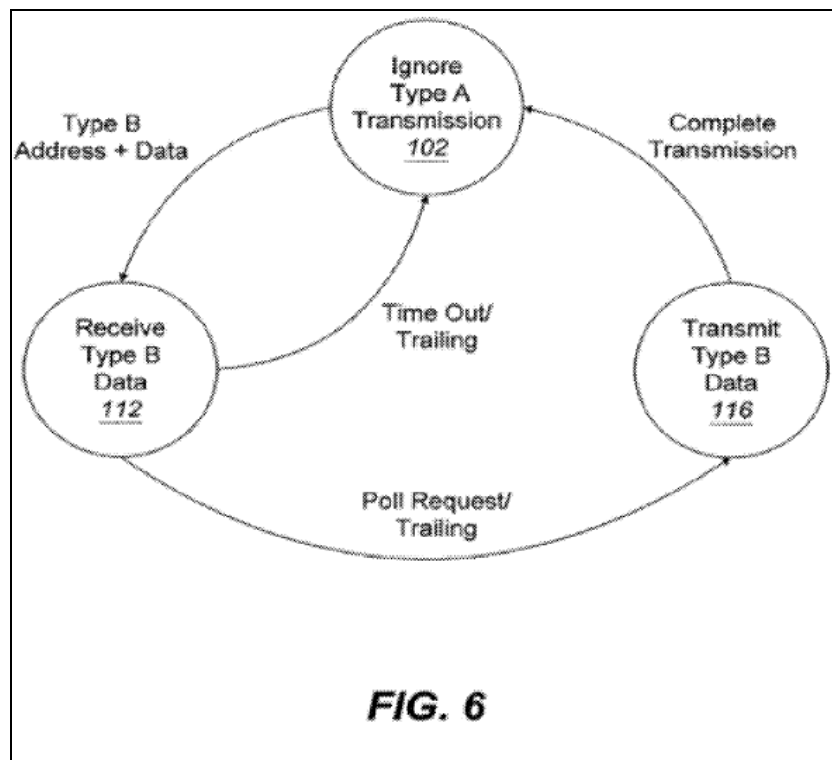 Ignore
Type A
Transmission
102
Type B
Address + Data
Complete
Transmission
Time Out/
Trailing
Receive
Type B
Data
112
Transmit
Type B
Data
116
Poll Request/
Trailing
FIG. 6